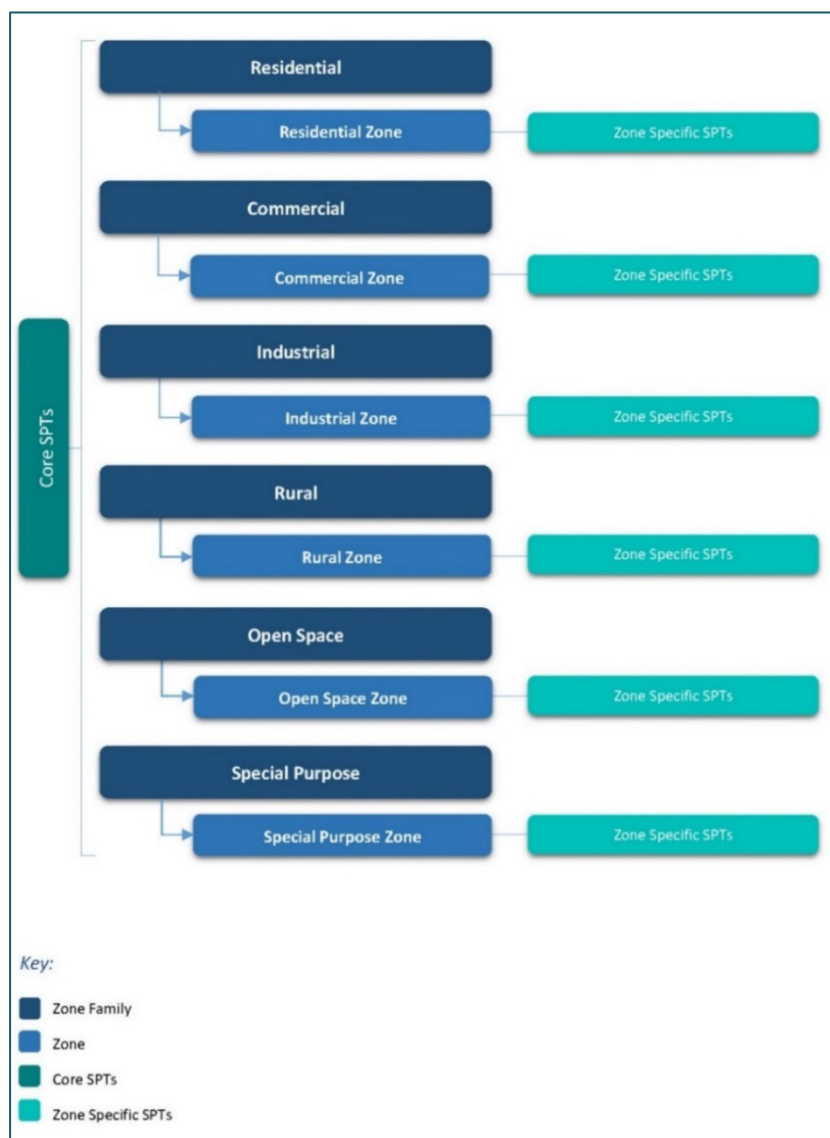 Residential
Residential Zone
Zone Specific SPTs
Commercial
Commercial Zone
Zone Specific SPTs
Industrial
Industrial Zone
Zone Specific SPTs
Core SPTs
Rural
Rural Zone
Zone Specific SPTs
Open Space
Open Space Zone
Zone Specific SPTs
Special Purpose
Special Purpose Zone
Zone Specific SPTs
Key:
Zone Family
Zone
Core SPTs
Zone Specific SPTs